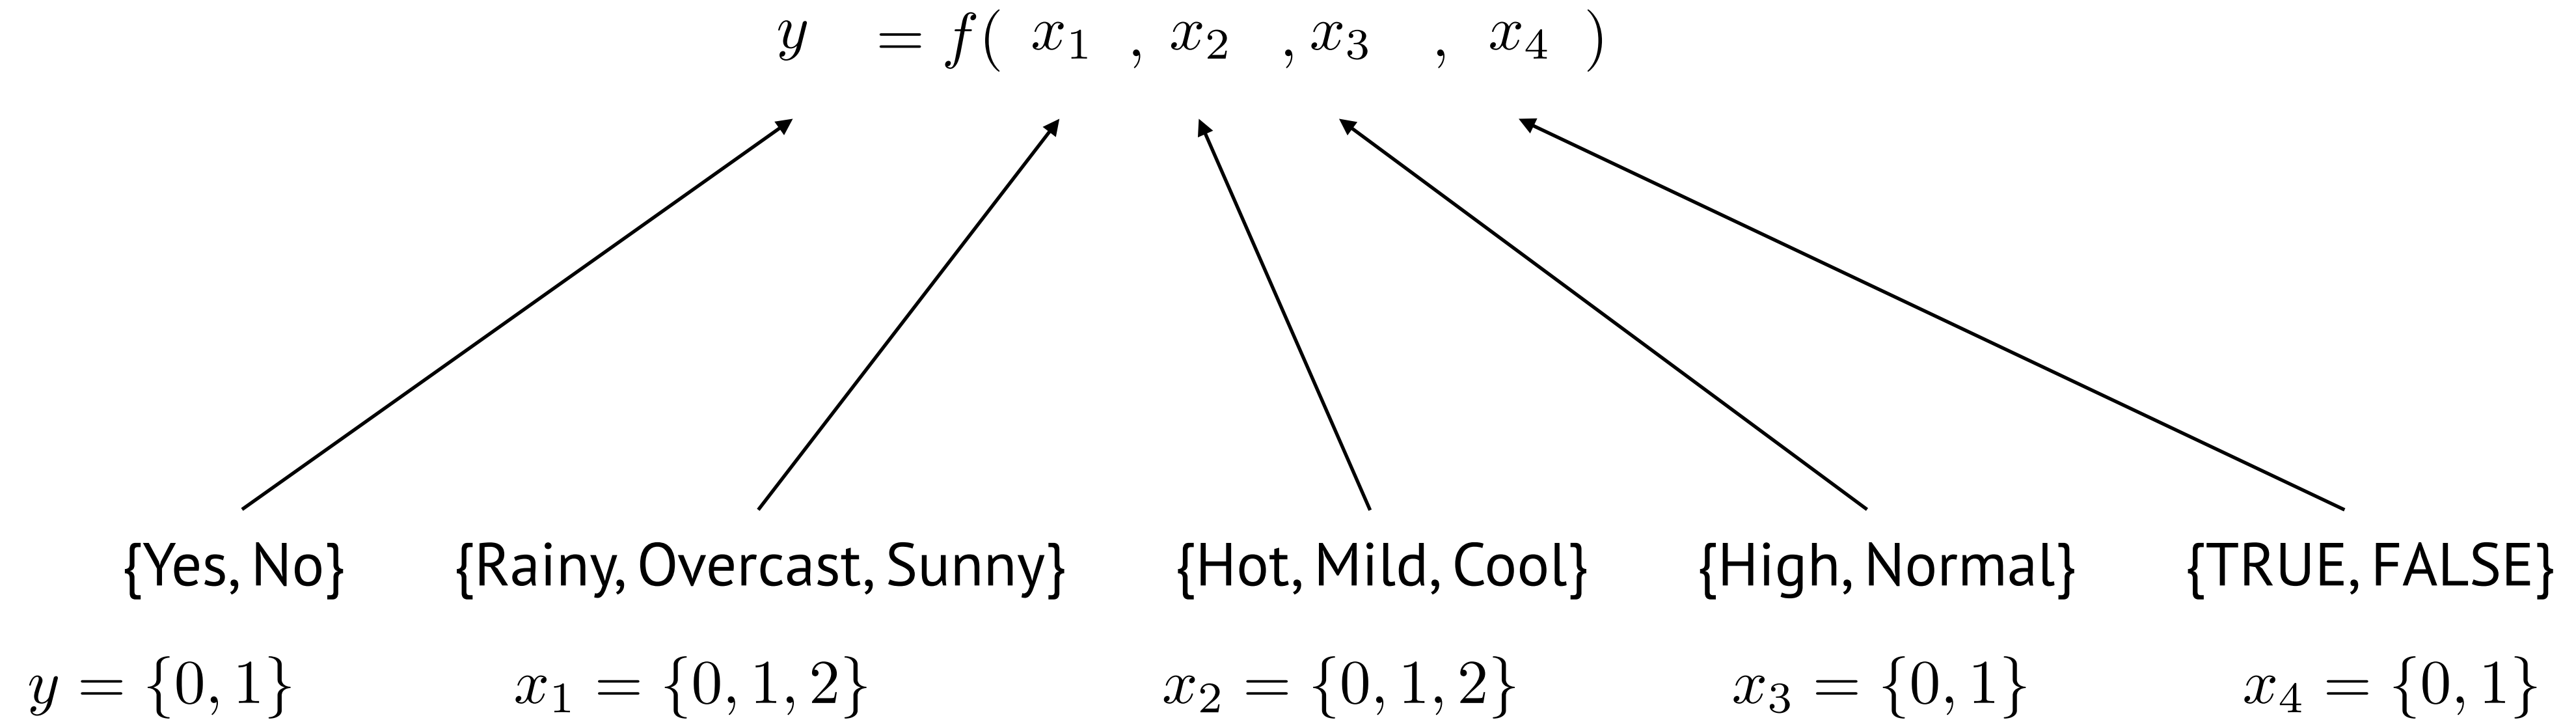 y = f( x₁ , x₂ , x₃ , x₄ )
{Yes, No} {Rainy, Overcast, Sunny} {Hot, Mild, Cool} {High, Normal} {TRUE, FALSE}
y = {0, 1} x₁ = {0, 1, 2} x₂ = {0, 1, 2} x₃ = {0, 1} x₄ = {0, 1}